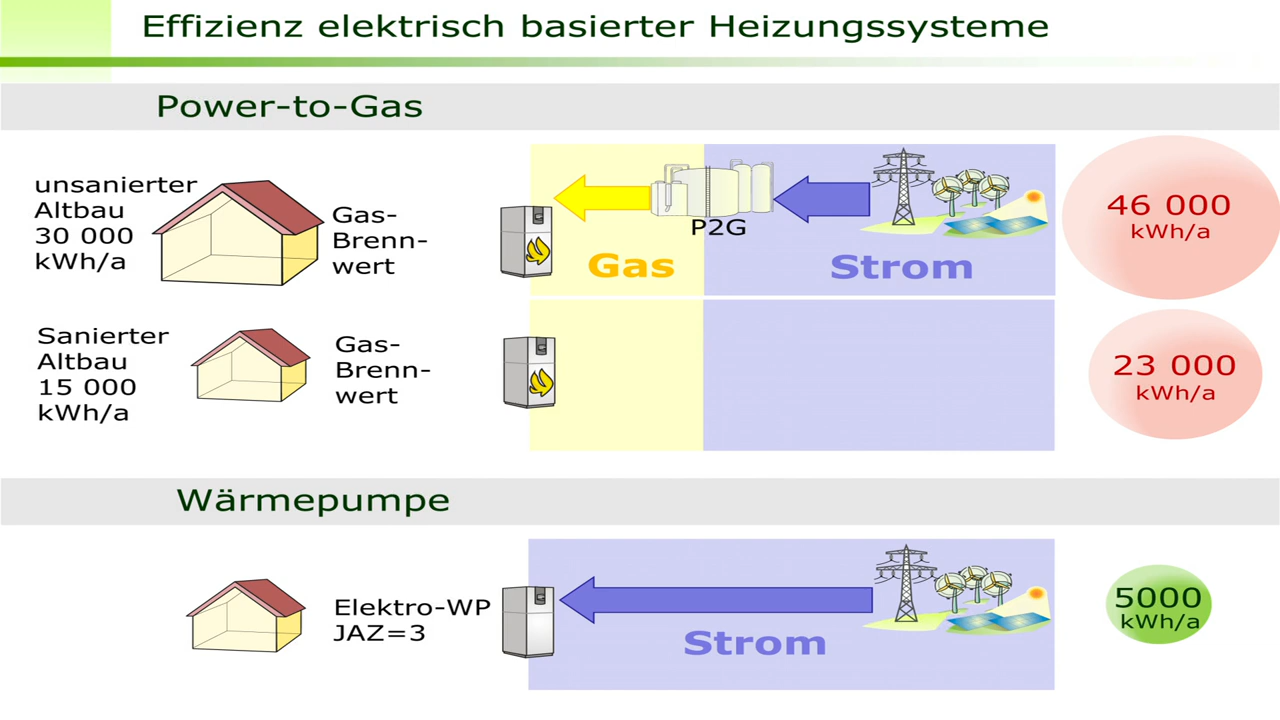 Effizienz elektrisch basierter Heizungssysteme
Power-to-Gas
unsanierter
Altbau
30 000
kWh/a
Gas-
Brenn-
wert
P2G
Gas
Strom
46 000
kWh/a
Sanierter
Altbau
15 000
kWh/a
Gas-
Brenn-
wert
23 000
kWh/a
Wärmepumpe
Elektro-WP
JAZ=3
Strom
5000
kWh/a